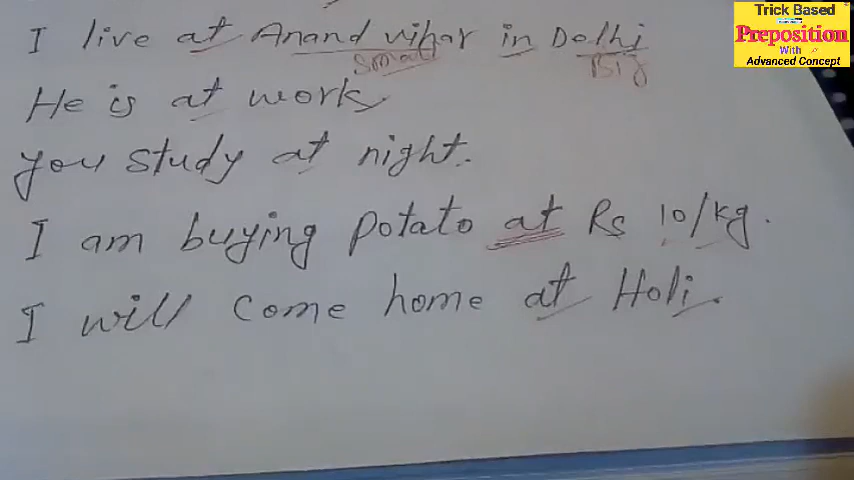 Trick Based
Preposition
With
Advanced Concept
I live at Anand vihar in Delhi
small Big
He is at work
you study at night.
I am buying potato at Rs 10/kg.
I will come home at Holi.